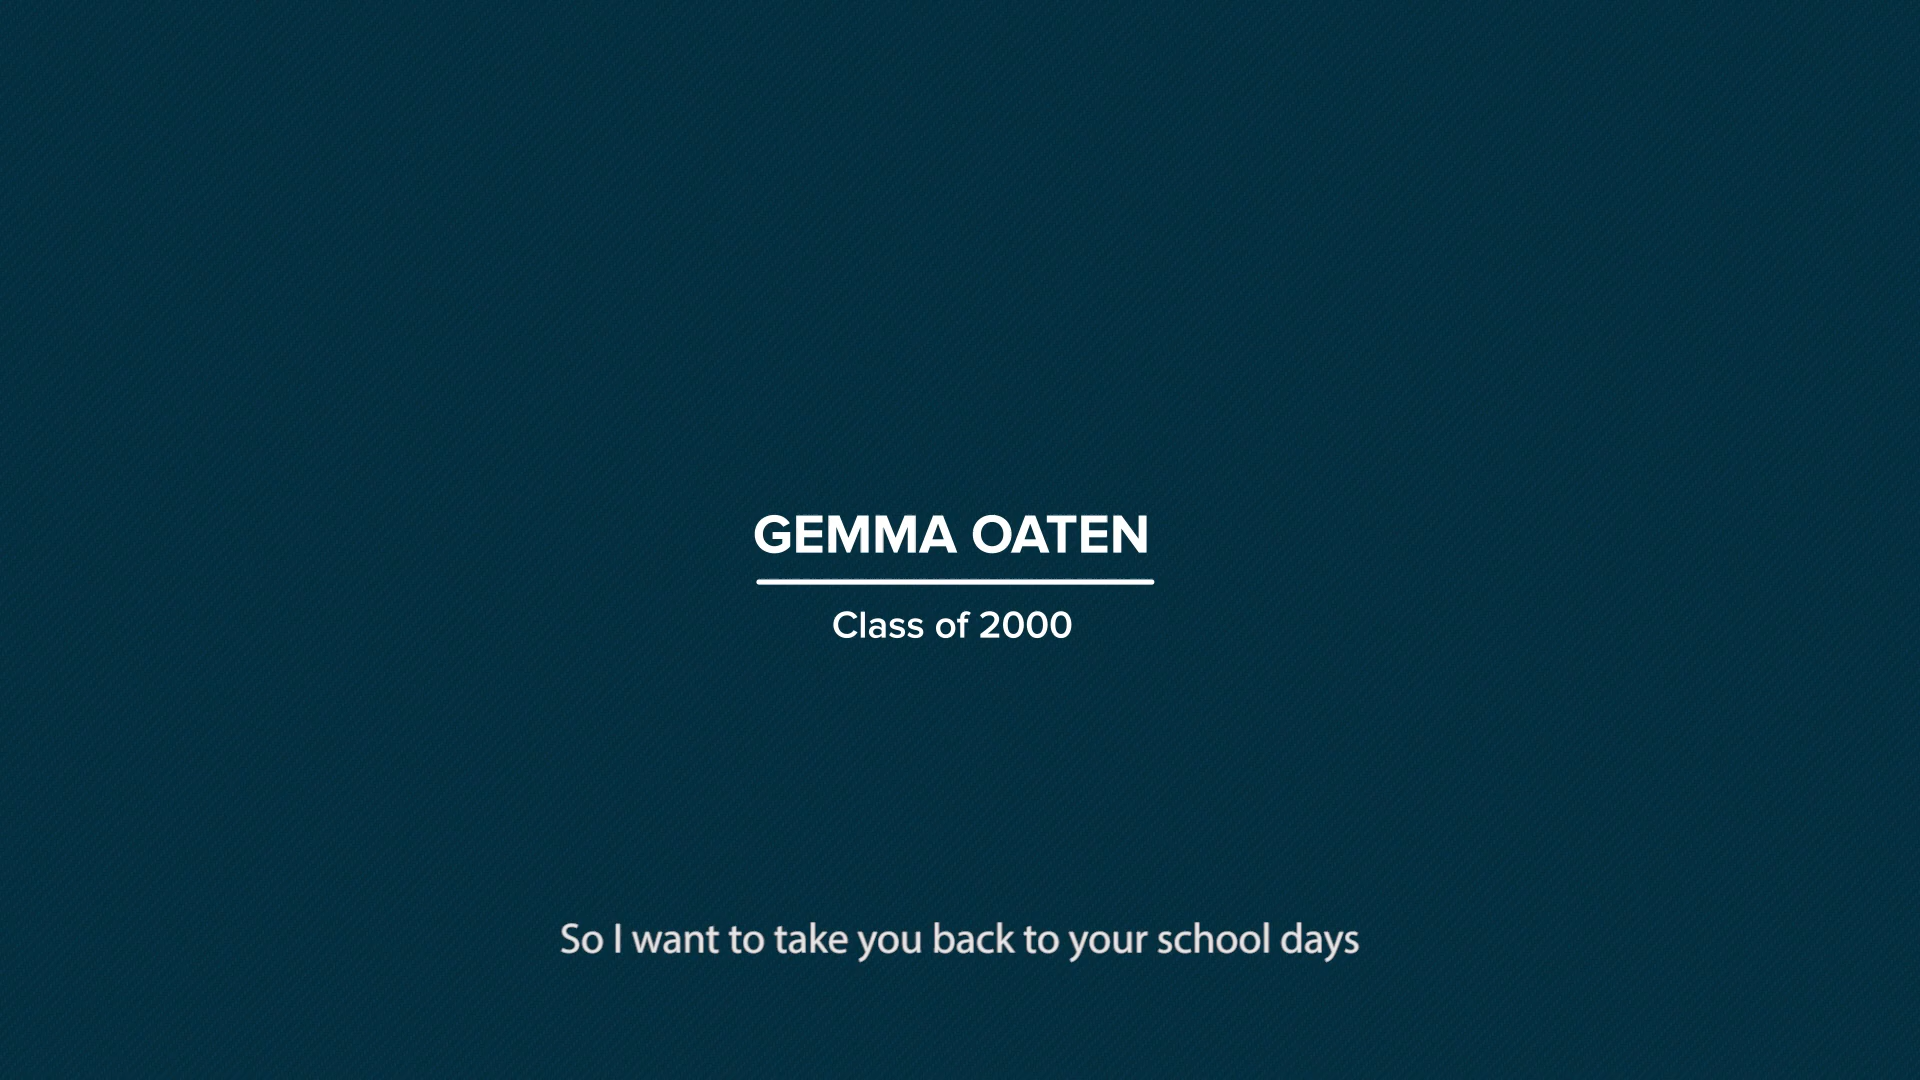 GEMMA OATEN
Class of 2000
So I want to take you back to your school days